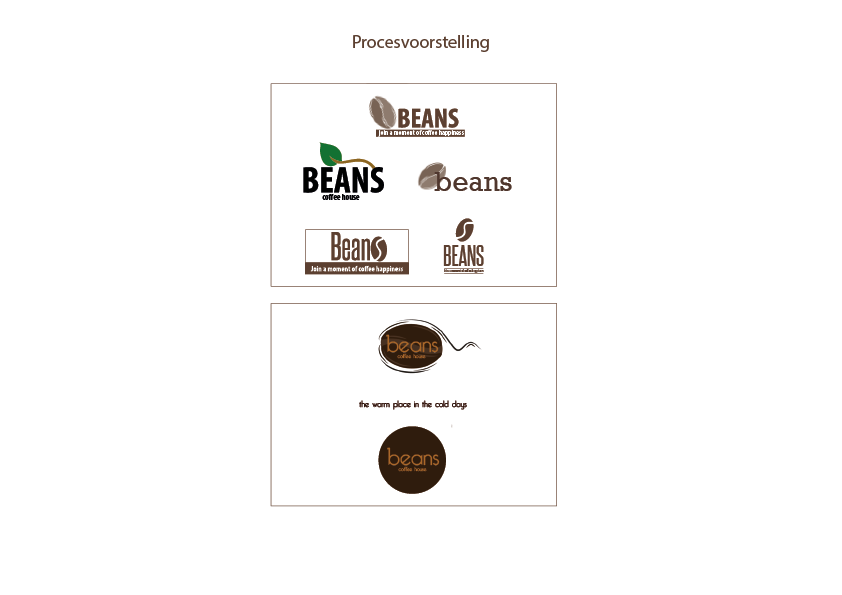 Procesvoorstelling
BEANS
Join a moment of coffee happiness
BEANS
coffee house
beans
Beans
Join a moment of coffee happiness
BEANS
beans
coffee house
the warm place in the cold days
beans
coffee house